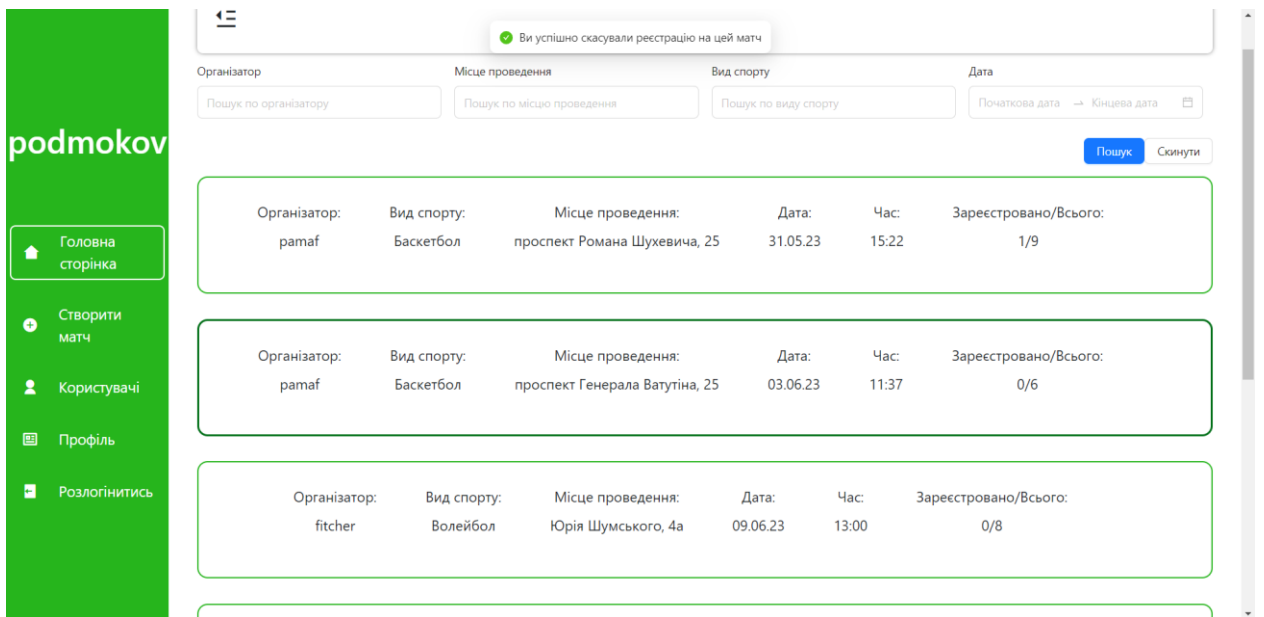 Ви успішно скасували реєстрацію на цей матч
Організатор Місце проведення Вид спорту Дата
Пошук по організатору Пошук по місцю проведення Пошук по виду спорту Початкова дата → Кінцева дата
podmokov
Пошук Скинути
Організатор: Вид спорту: Місце проведення: Дата: Час: Зареєстровано/Всього:
pamaf Баскетбол проспект Романа Шухевича, 25 31.05.23 15:22 1/9
Головна
сторінка
Створити
матч
Організатор: Вид спорту: Місце проведення: Дата: Час: Зареєстровано/Всього:
pamaf Баскетбол проспект Генерала Ватутіна, 25 03.06.23 11:37 0/6
Користувачі
Профіль
Розлогінитись
Організатор: Вид спорту: Місце проведення: Дата: Час: Зареєстровано/Всього:
fitcher Волейбол Юрія Шумського, 4а 09.06.23 13:00 0/8